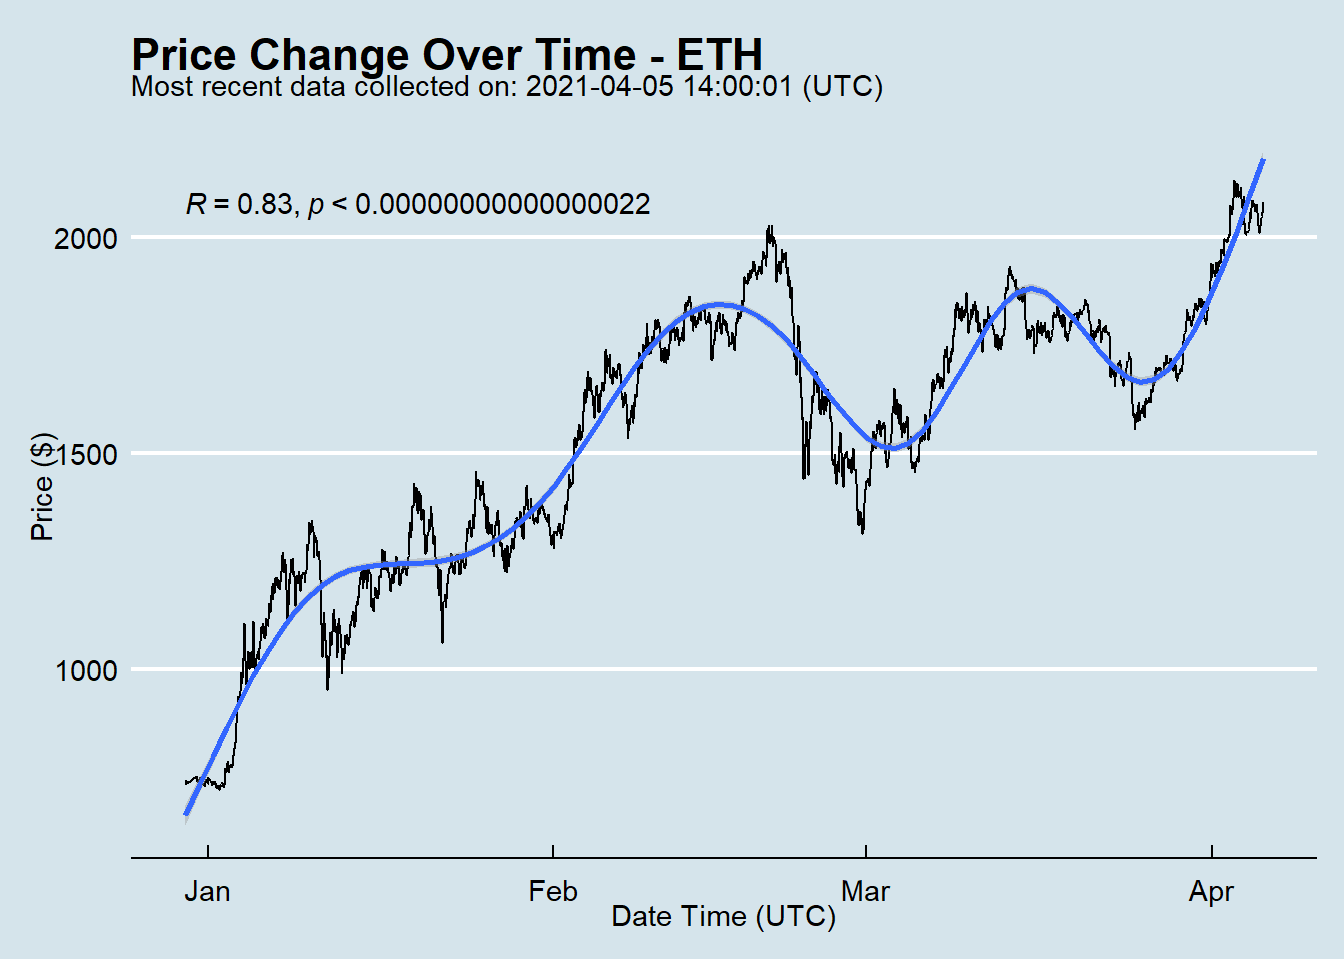 Price Change Over Time - ETH
Most recent data collected on: 2021-04-05 14:00:01 (UTC)
R = 0.83, p < 0.00000000000000022
2000
1500
1000
Price ($)
Jan Feb Mar Apr
Date Time (UTC)